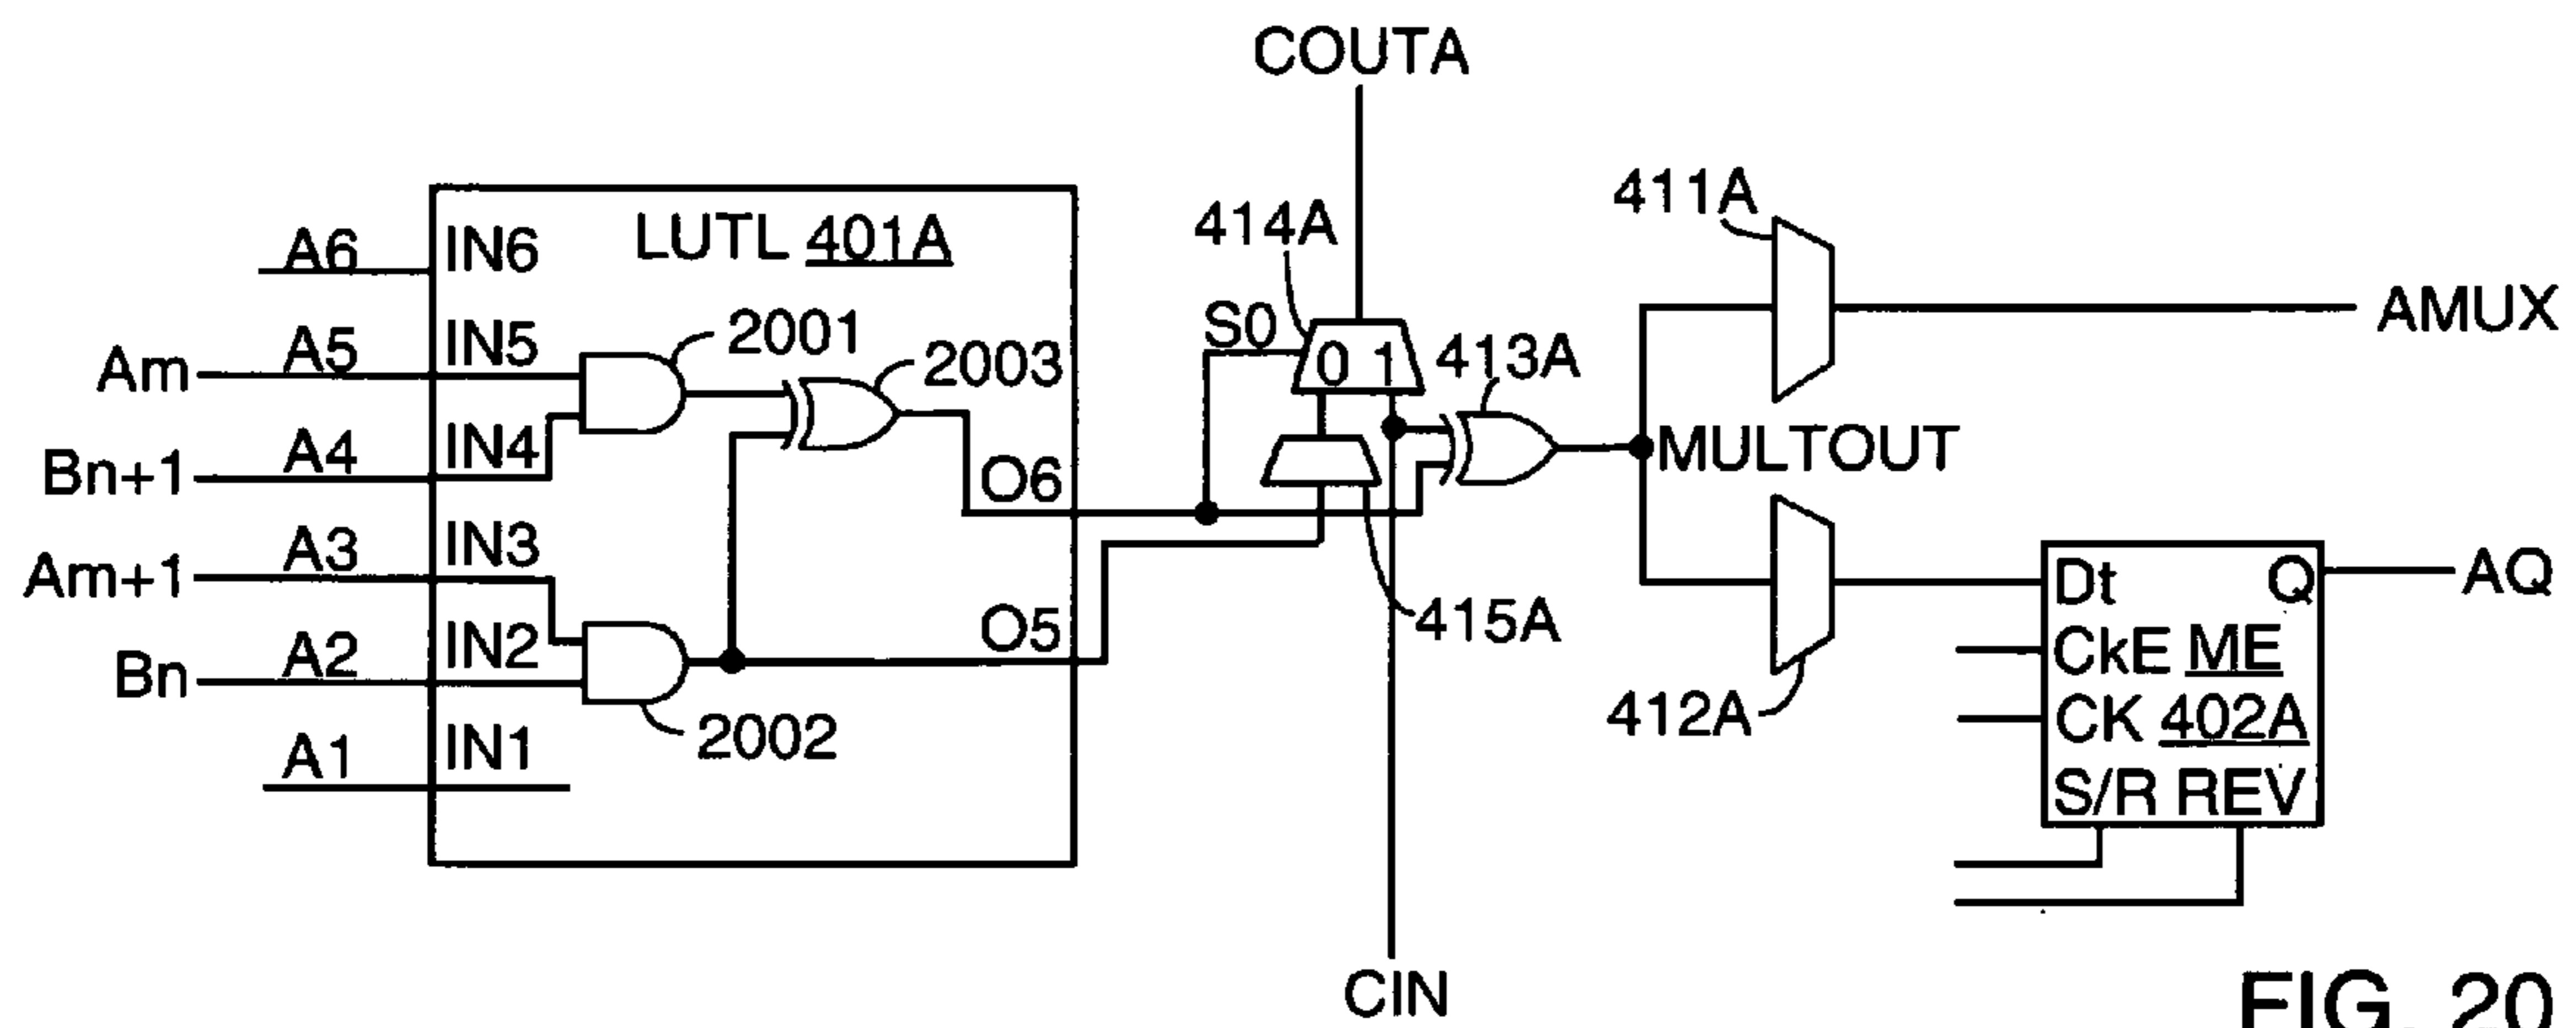 COUTA
411A
414A
LUTL 401A
A6 IN6
S0
AMUX
2001
A5 IN5
Am
0 1
413A
2003
A4 IN4
Bn+1
MULTOUT
O6
A3 IN3
Am+1
Dt Q
AQ
415A
O5
A2 IN2
Bn
CkE ME
412A
CK 402A
2002
A1 IN1
S/R REV
CIN
FIG. 20